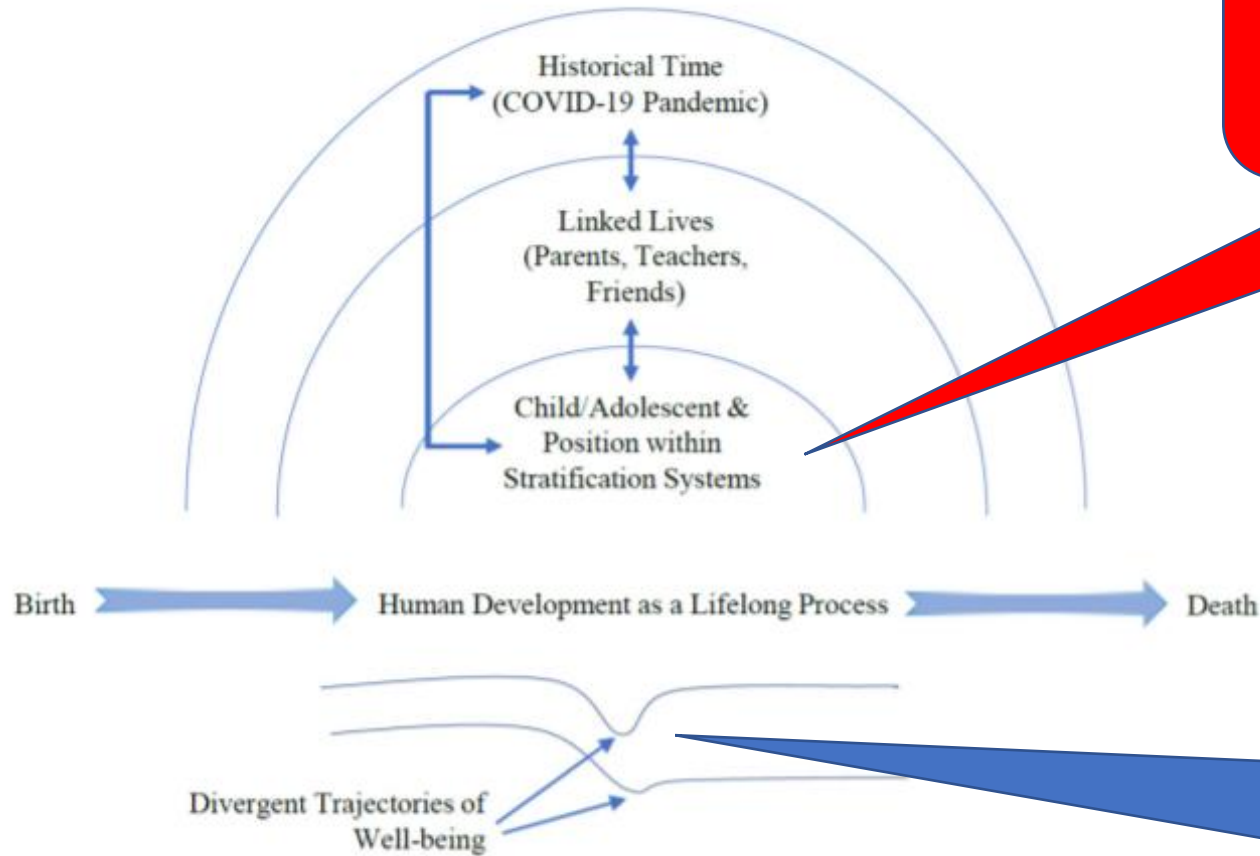 Historical Time
(COVID-19 Pandemic)
Linked Lives
(Parents, Teachers,
Friends)
Child/Adolescent &
Position within
Stratification Systems
Birth
Human Development as a Lifelong Process
Death
Divergent Trajectories of
Well-being